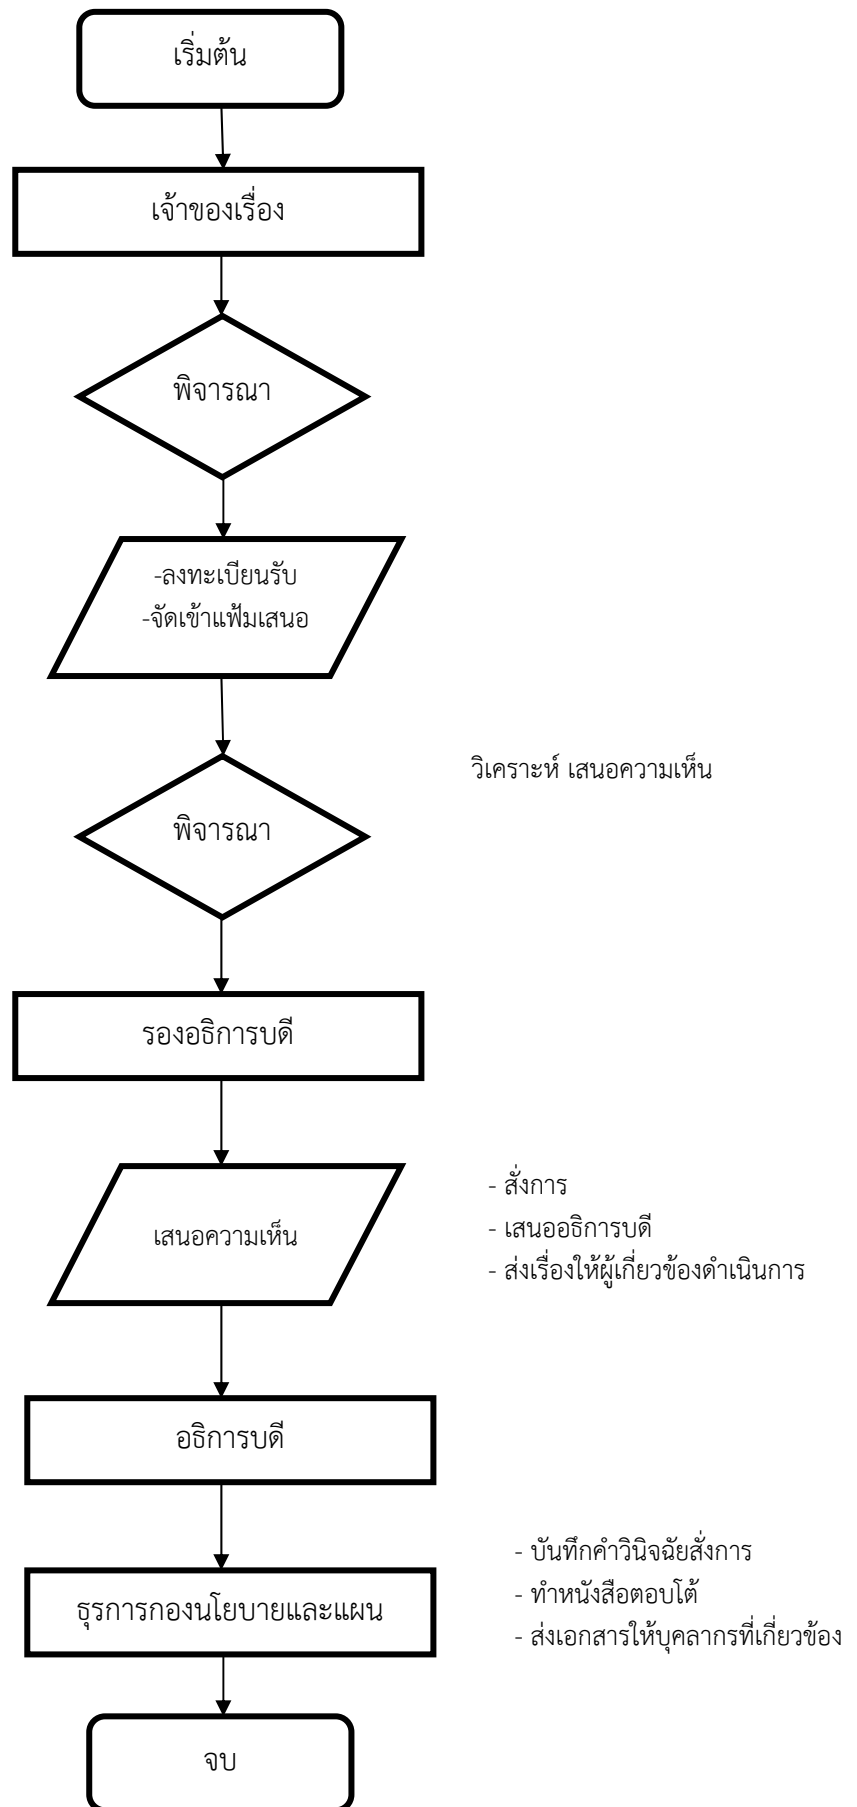 เริ่มต้น
เจ้าของเรื่อง
พิจารณา
-ลงทะเบียนรับ
-จัดเข้าแฟ้มเสนอ
วิเคราะห์ เสนอความเห็น
พิจารณา
รองอธิการบดี
- สั่งการ
- เสนออธิการบดี
- ส่งเรื่องให้ผู้เกี่ยวข้องดำเนินการ
เสนอความเห็น
อธิการบดี
- บันทึกคำวินิจฉัยสั่งการ
- ทำหนังสือตอบโต้
- ส่งเอกสารให้บุคลากรที่เกี่ยวข้อง
ธุรการกองนโยบายและแผน
จบ